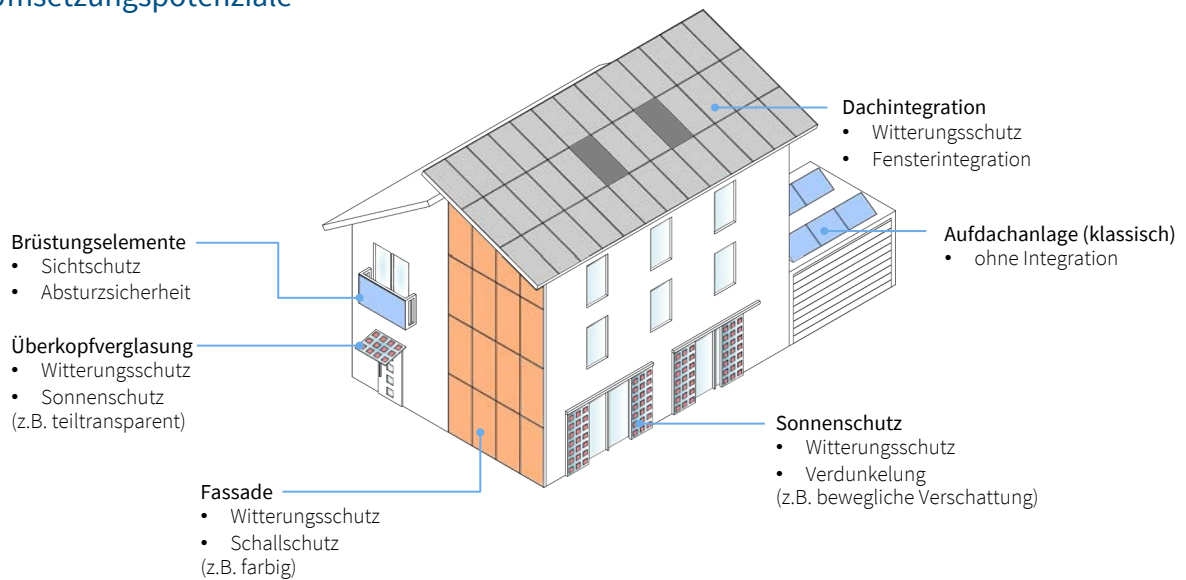 Umsetzungspotenziale
Dachintegration
• Witterungsschutz
• Fensterintegration
Aufdachanlage (klassisch)
• ohne Integration
Brüstungselemente
• Sichtschutz
• Absturzsicherheit
Überkopfverglasung
• Witterungsschutz
• Sonnenschutz
(z.B. teiltransparent)
Sonnenschutz
• Witterungsschutz
• Verdunkelung
(z.B. bewegliche Verschattung)
Fassade
• Witterungsschutz
• Schallschutz
(z.B. farbig)